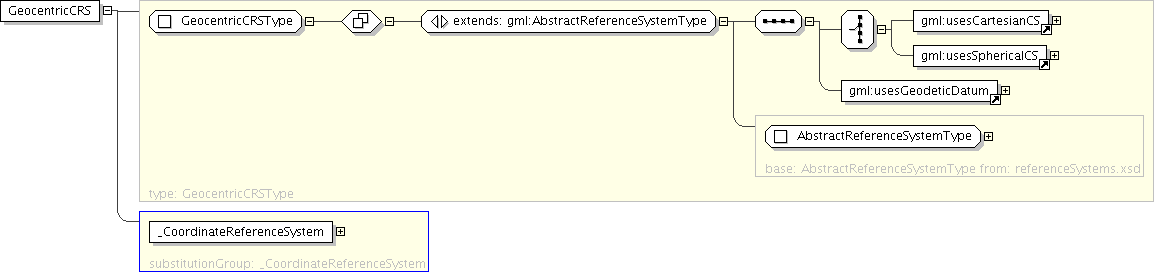 GeocentricCRS
GeocentricCRSType
extends: gml:AbstractReferenceSystemType
gml:usesCartesianCS
gml:usesSphericalCS
gml:usesGeodeticDatum
AbstractReferenceSystemType
base: AbstractReferenceSystemType from: referenceSystems.xsd
type: GeocentricCRSType
_CoordinateReferenceSystem
substitutionGroup: _CoordinateReferenceSystem